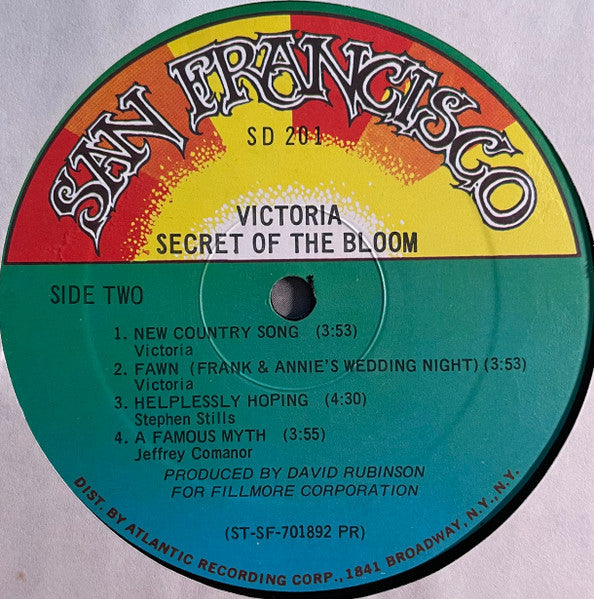 SAN FRANCISCO
SD 201
VICTORIA
SECRET OF THE BLOOM
SIDE TWO
1. NEW COUNTRY SONG (3:53)
Victoria
2. FAWN (FRANK & ANNIE'S WEDDING NIGHT) (3:53)
Victoria
3. HELPLESSLY HOPING (4:30)
Stephen Stills
4. A FAMOUS MYTH (3:55)
Jeffrey Comanor
PRODUCED BY DAVID RUBINSON
FOR FILLMORE CORPORATION
(ST-SF-701892 PR)
DIST. BY ATLANTIC RECORDING CORP., 1841 BROADWAY, N.Y., N.Y.